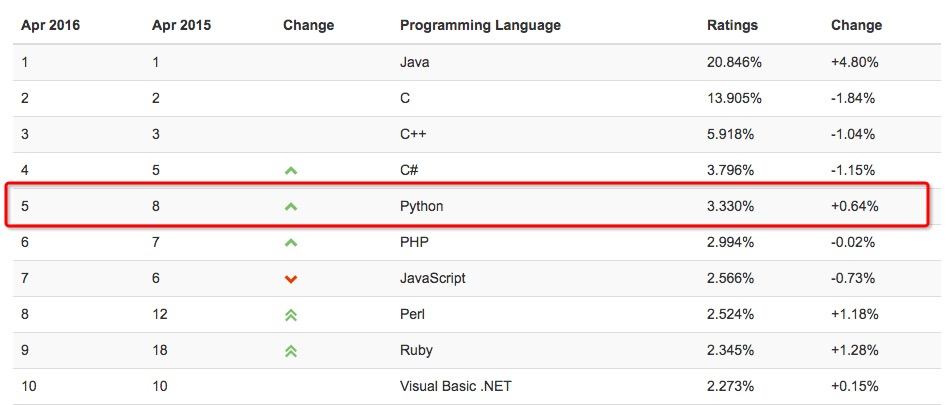 Apr 2016 Apr 2015 Change Programming Language Ratings Change
1 1 Java 20.846% +4.80%
2 2 C 13.905% -1.84%
3 3 C++ 5.918% -1.04%
4 5 C# 3.796% -1.15%
5 8 Python 3.330% +0.64%
6 7 PHP 2.994% -0.02%
7 6 JavaScript 2.566% -0.73%
8 12 Perl 2.524% +1.18%
9 18 Ruby 2.345% +1.28%
10 10 Visual Basic .NET 2.273% +0.15%